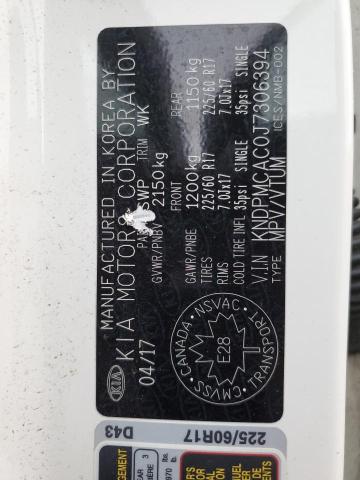 MANUFACTURED IN KOREA BY
KIA MOTORS CORPORATION
04/17 SWP TRIM WK
GVWR/PNBV 2150kg
FRONT REAR
GAWR/PNBE 1200kg 1150kg
TIRES 225/60 R17 225/60 R17
RIMS 7.0Jx17 7.0Jx17
COLD TIRE INFL 35psi SINGLE 35psi SINGLE
V.I.N KNDPMCAC0J7306394
TYPE MPV/VTUM ICES/NMB-002
KIA
CANADA NSVAC TRANSPORT CMVSS
E28
D43 225/60R17